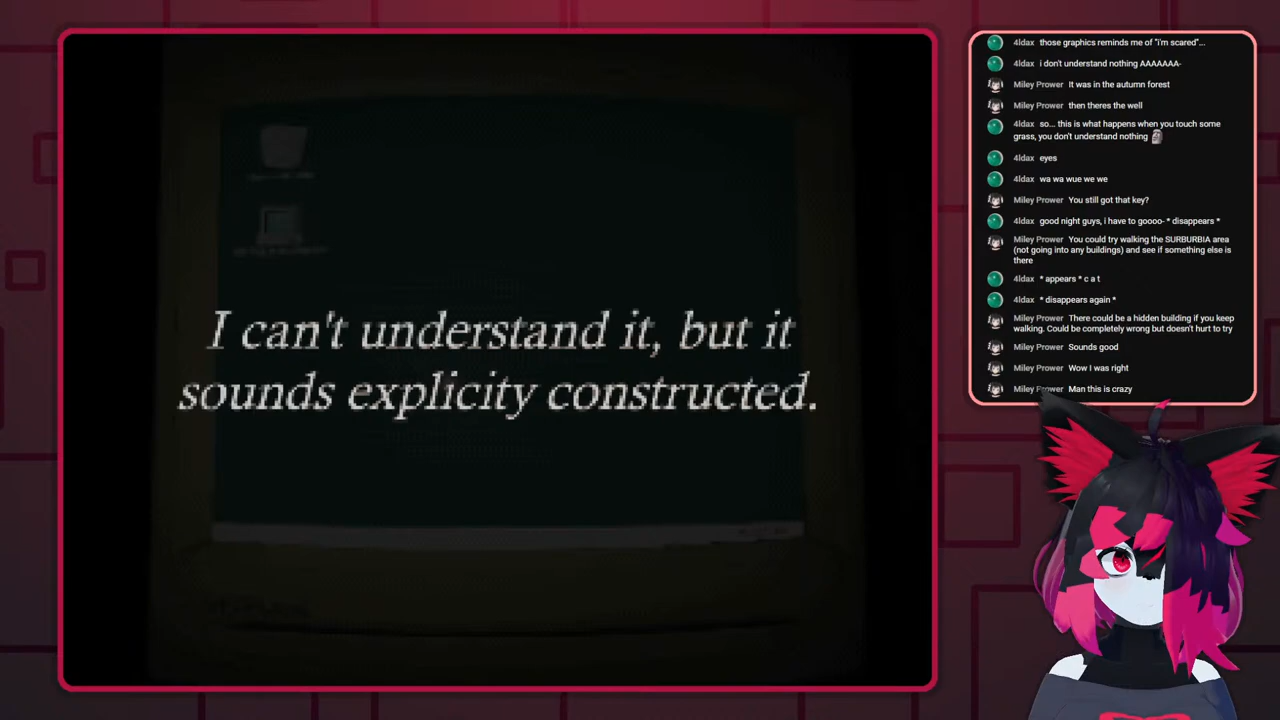 I can't understand it, but it
sounds explicity constructed.
4ldax those graphics reminds me of "i'm scared"...
4ldax i don't understand nothing AAAAAAA-
Miley Prower It was in the autumn forest
Miley Prower then theres the well
4ldax so... this is what happens when you touch some
grass, you don't understand nothing
4ldax eyes
4ldax wa wa wue we we
Miley Prower You still got that key?
4ldax good night guys, i have to goooo- * disappears *
Miley Prower You could try walking the SURBURBIA area
(not going into any buildings) and see if something else is
there
4ldax * appears * c a t
4ldax * disappears again *
Miley Prower There could be a hidden building if you keep
walking. Could be completely wrong but doesn't hurt to try
Miley Prower Sounds good
Miley Prower Wow I was right
Miley Prower Man this is crazy